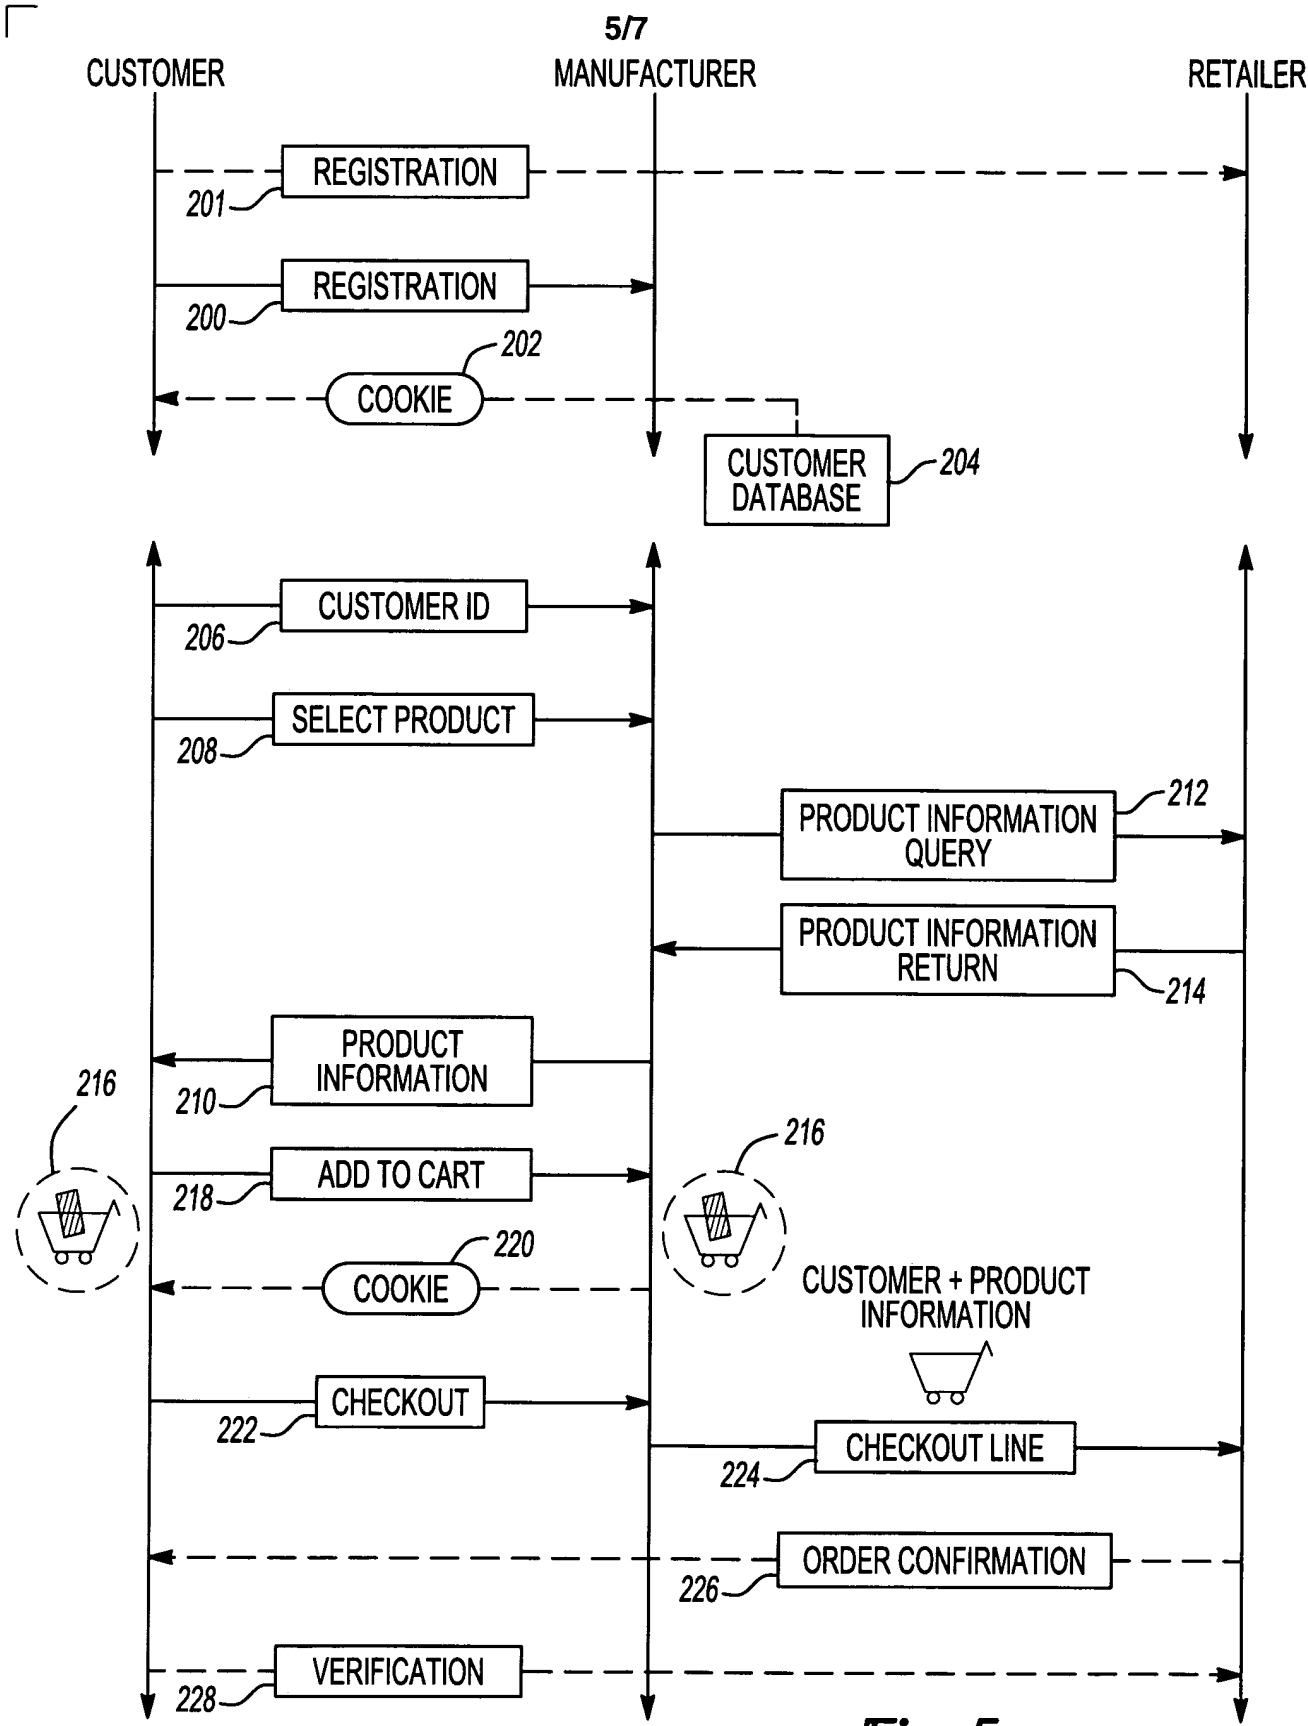 5/7
CUSTOMER
MANUFACTURER
RETAILER
REGISTRATION
201
REGISTRATION
200
202
COOKIE
CUSTOMER
DATABASE
204
CUSTOMER ID
206
SELECT PRODUCT
208
212
PRODUCT INFORMATION
QUERY
PRODUCT INFORMATION
RETURN
214
PRODUCT
INFORMATION
210
216
216
ADD TO CART
218
220
COOKIE
CUSTOMER + PRODUCT
INFORMATION
CHECKOUT
222
CHECKOUT LINE
224
ORDER CONFIRMATION
226
VERIFICATION
228